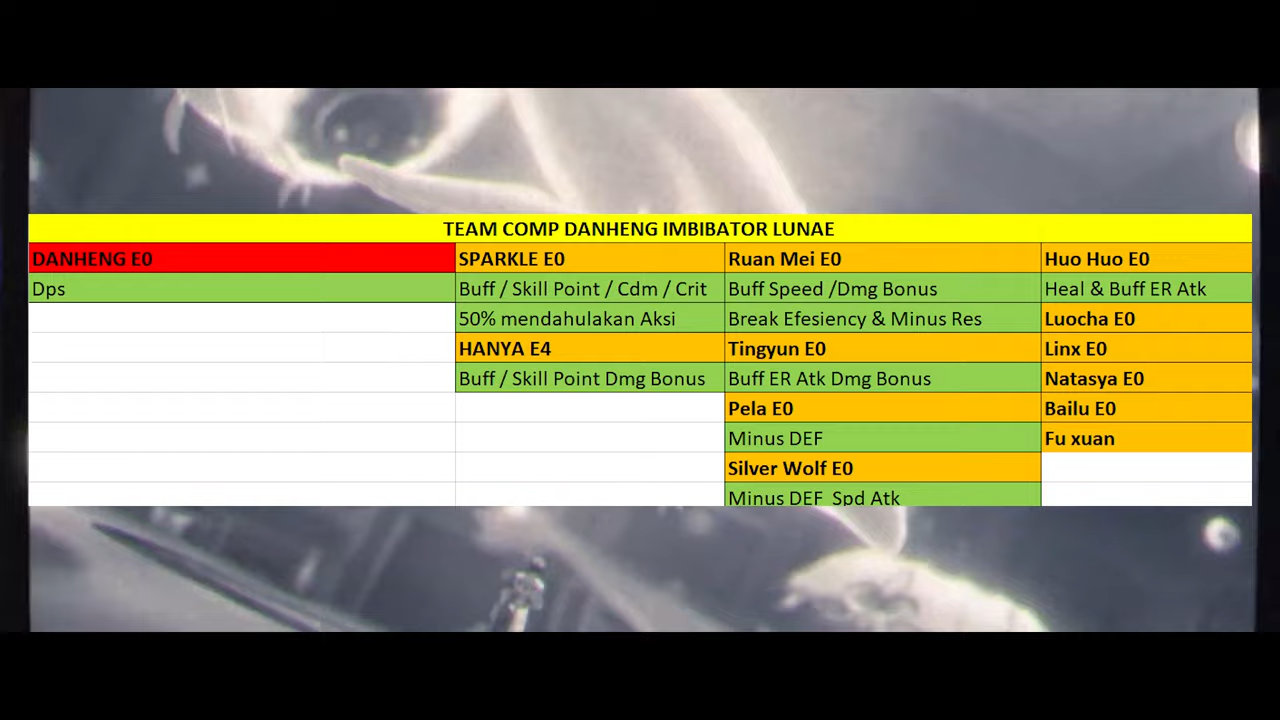 TEAM COMP DANHENG IMBIBATOR LUNAE
DANHENG E0 SPARKLE E0 Ruan Mei E0 Huo Huo E0
Dps Buff / Skill Point / Cdm / Crit Buff Speed /Dmg Bonus Heal & Buff ER Atk
50% mendahulakan Aksi Break Efesiency & Minus Res Luocha E0
HANYA E4 Tingyun E0 Linx E0
Buff / Skill Point Dmg Bonus Buff ER Atk Dmg Bonus Natasya E0
Pela E0 Bailu E0
Minus DEF Fu xuan
Silver Wolf E0
Minus DEF Spd Atk